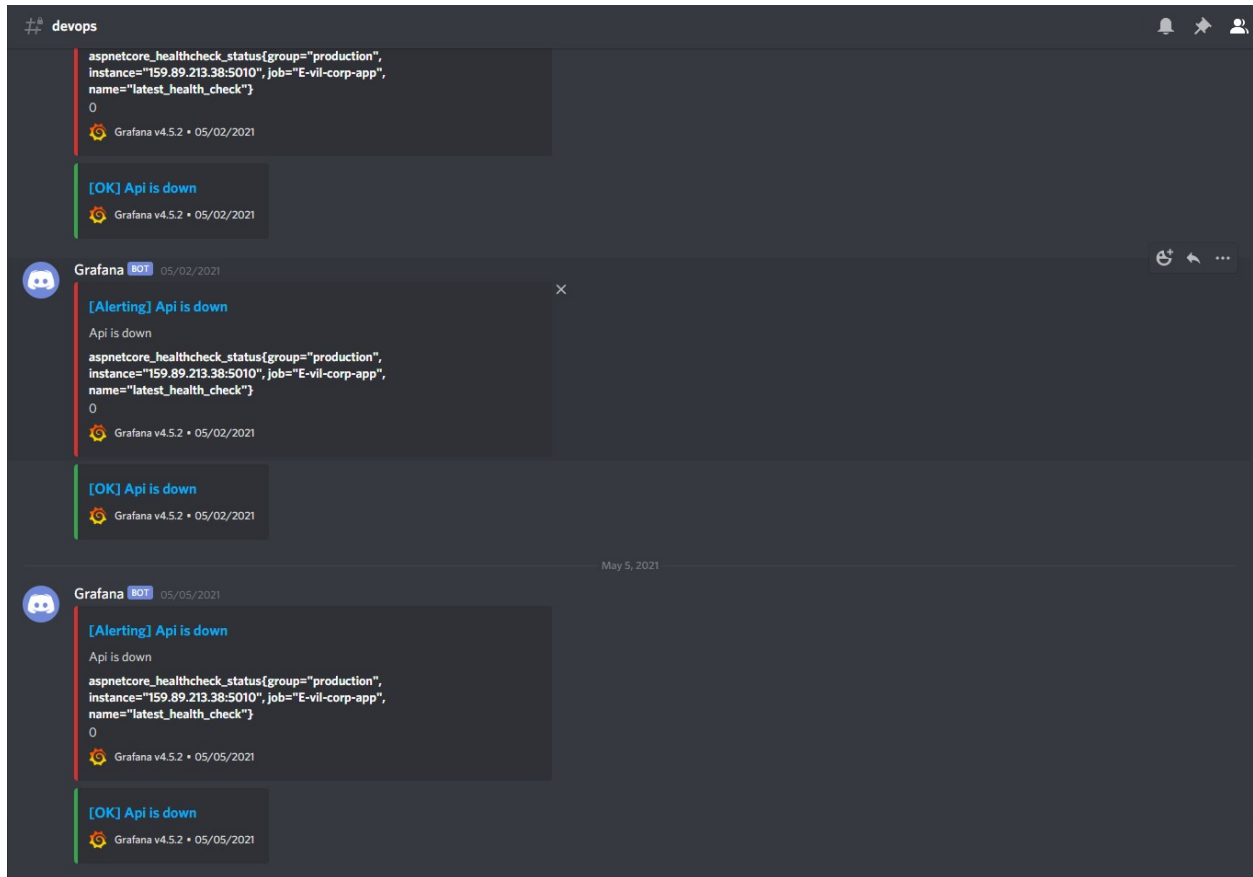 devops
aspnetcore_healthcheck_status{group="production",
instance="159.89.213.38:5010", job="E-vil-corp-app",
name="latest_health_check"}
0
Grafana v4.5.2 • 05/02/2021
[OK] Api is down
Grafana v4.5.2 • 05/02/2021
Grafana BOT 05/02/2021
[Alerting] Api is down
Api is down
aspnetcore_healthcheck_status{group="production",
instance="159.89.213.38:5010", job="E-vil-corp-app",
name="latest_health_check"}
0
Grafana v4.5.2 • 05/02/2021
[OK] Api is down
Grafana v4.5.2 • 05/02/2021
May 5, 2021
Grafana BOT 05/05/2021
[Alerting] Api is down
Api is down
aspnetcore_healthcheck_status{group="production",
instance="159.89.213.38:5010", job="E-vil-corp-app",
name="latest_health_check"}
0
Grafana v4.5.2 • 05/05/2021
[OK] Api is down
Grafana v4.5.2 • 05/05/2021